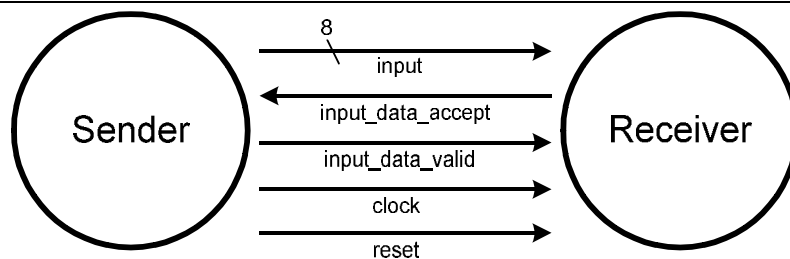 8
input
Sender
input_data_accept
Receiver
input_data_valid
clock
reset